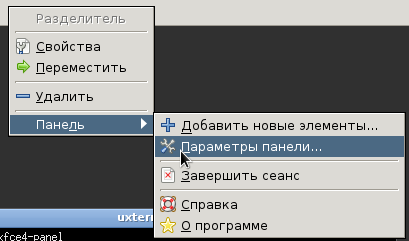 Разделитель
Свойства
Переместить
Удалить
Панель
Добавить новые элементы...
Параметры панели...
Завершить сеанс
Справка
О программе
uxterm
xfce4-panel